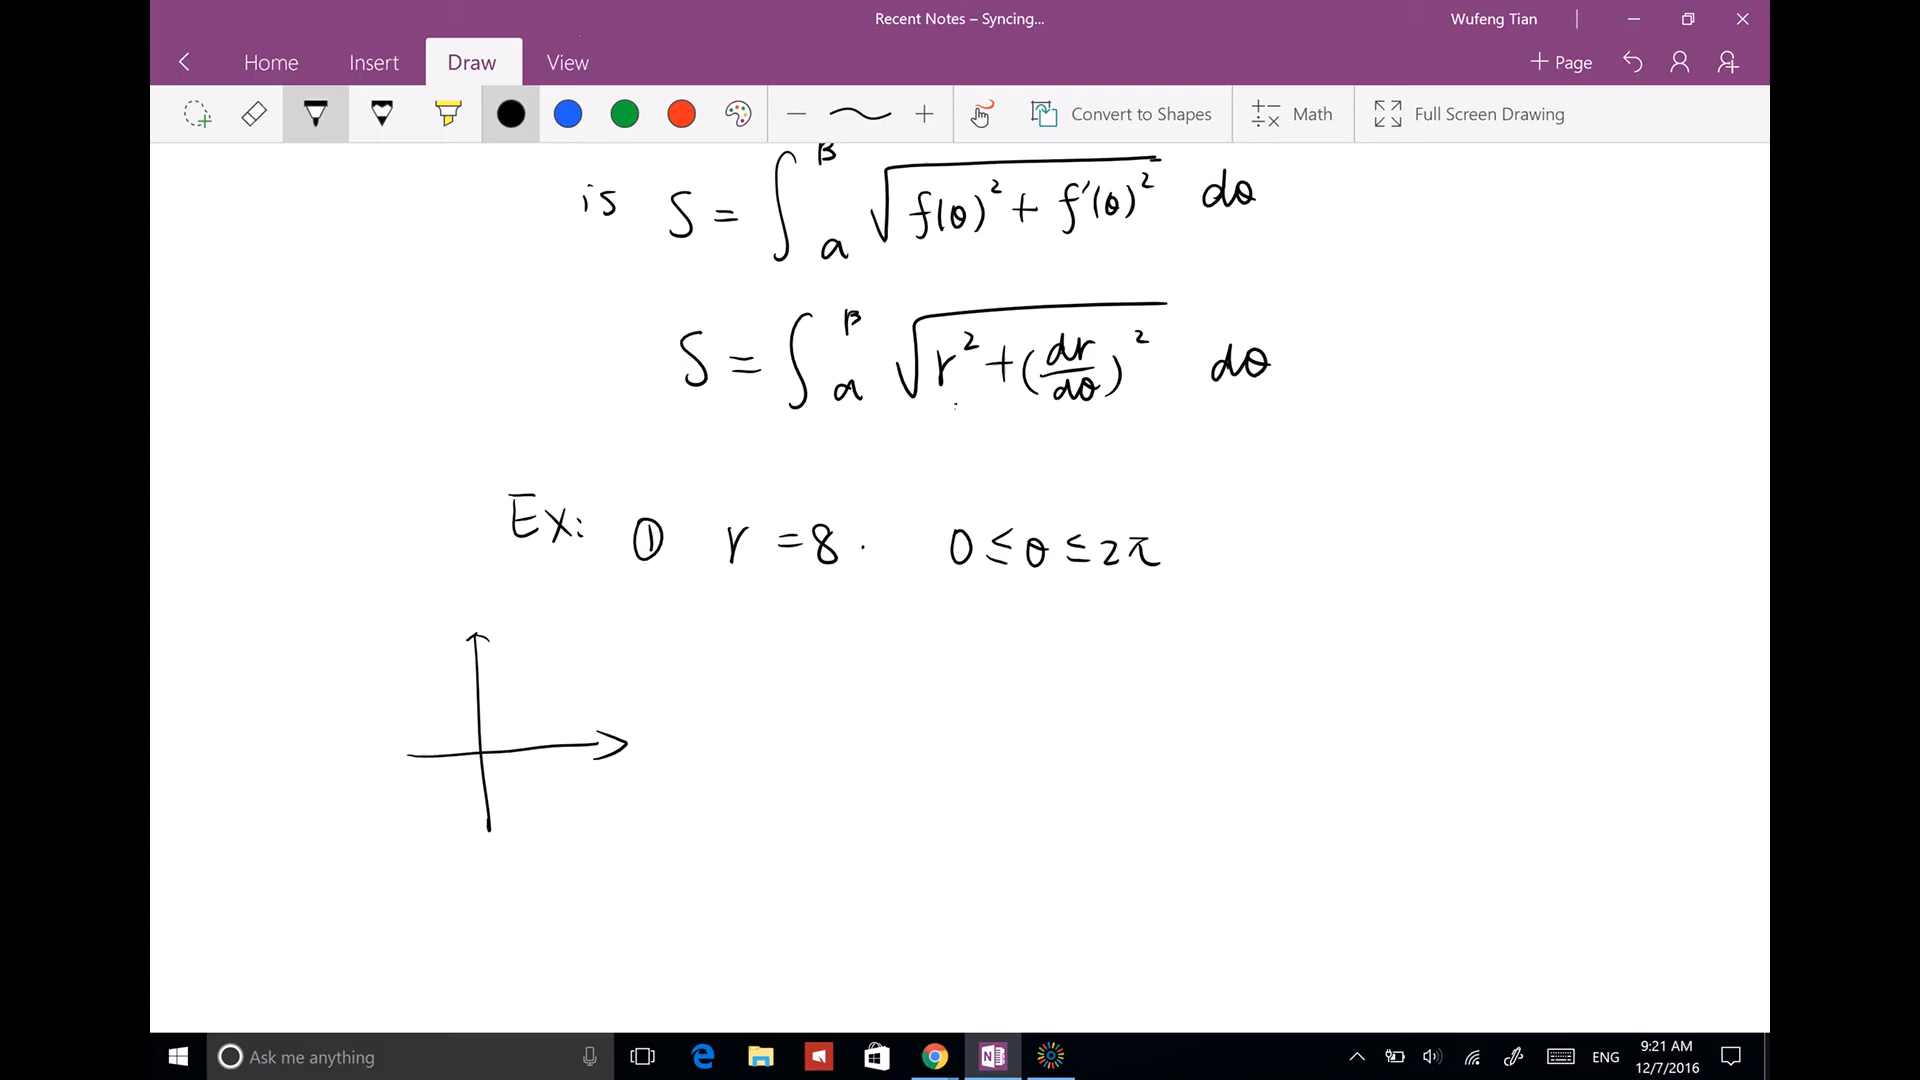 Recent Notes – Syncing...
Wufeng Tian
Home Insert Draw View
Page
Convert to Shapes Math Full Screen Drawing
is S = ∫_α^β √(f(θ)² + f'(θ)²) dθ
S = ∫_α^β √(r² + (dr/dθ)²) dθ
Ex: ① r = 8. 0 ≤ θ ≤ 2π
Ask me anything
ENG
9:21 AM
12/7/2016